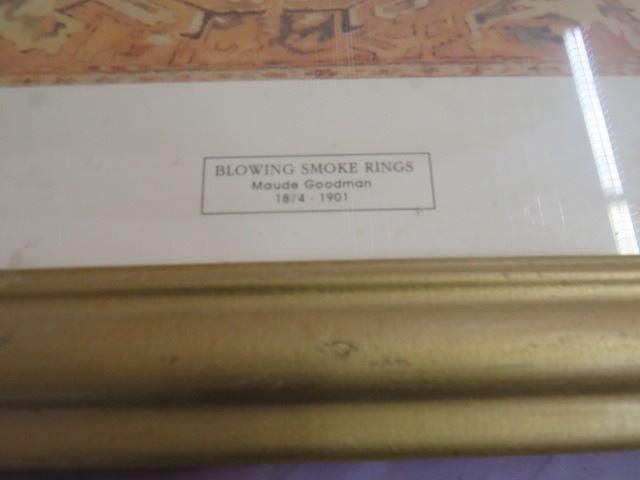 BLOWING SMOKE RINGS
Maude Goodman
1874 - 1901